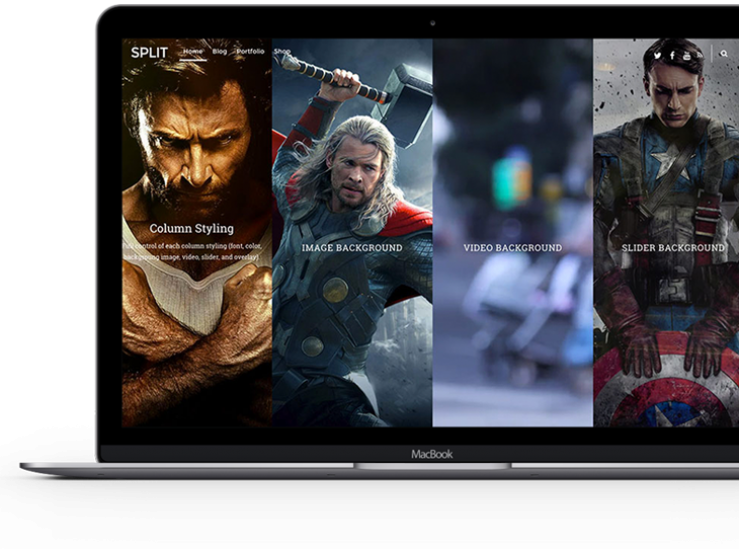 SPLIT Home Blog Portfolio Shop
Column Styling
Full control of each column styling (font, color,
background image, video, slider, and overlay)
IMAGE BACKGROUND
VIDEO BACKGROUND
SLIDER BACKGROUND
MacBook